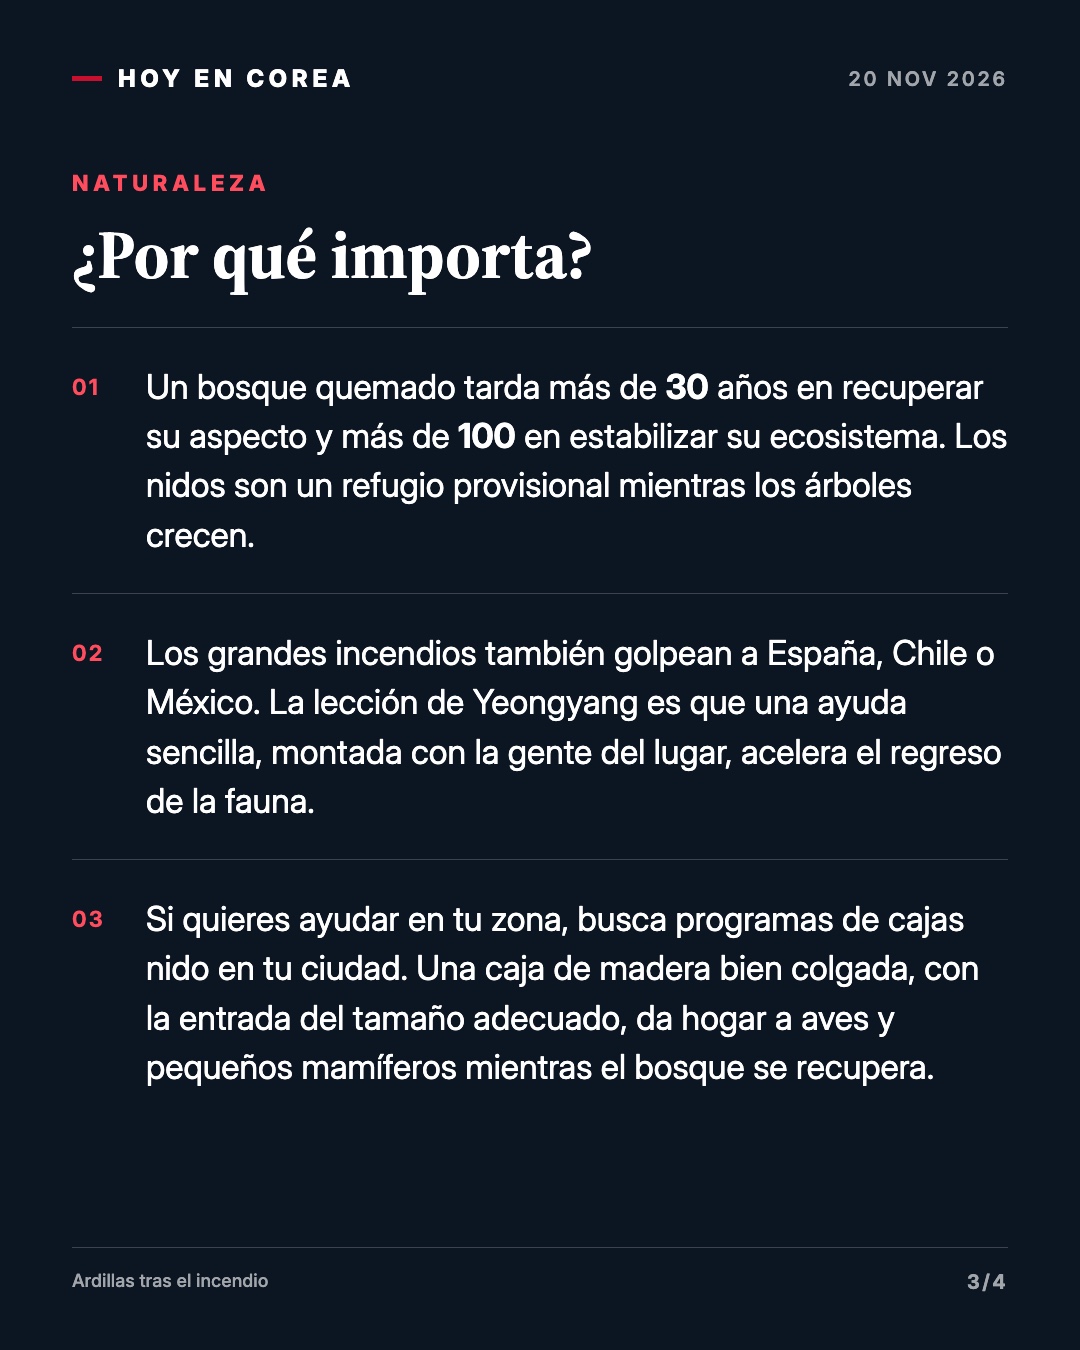 HOY EN COREA
20 NOV 2026
NATURALEZA
¿Por qué importa?
01
Un bosque quemado tarda más de 30 años en recuperar
su aspecto y más de 100 en estabilizar su ecosistema. Los
nidos son un refugio provisional mientras los árboles
crecen.
02
Los grandes incendios también golpean a España, Chile o
México. La lección de Yeongyang es que una ayuda
sencilla, montada con la gente del lugar, acelera el regreso
de la fauna.
03
Si quieres ayudar en tu zona, busca programas de cajas
nido en tu ciudad. Una caja de madera bien colgada, con
la entrada del tamaño adecuado, da hogar a aves y
pequeños mamíferos mientras el bosque se recupera.
Ardillas tras el incendio
3/4